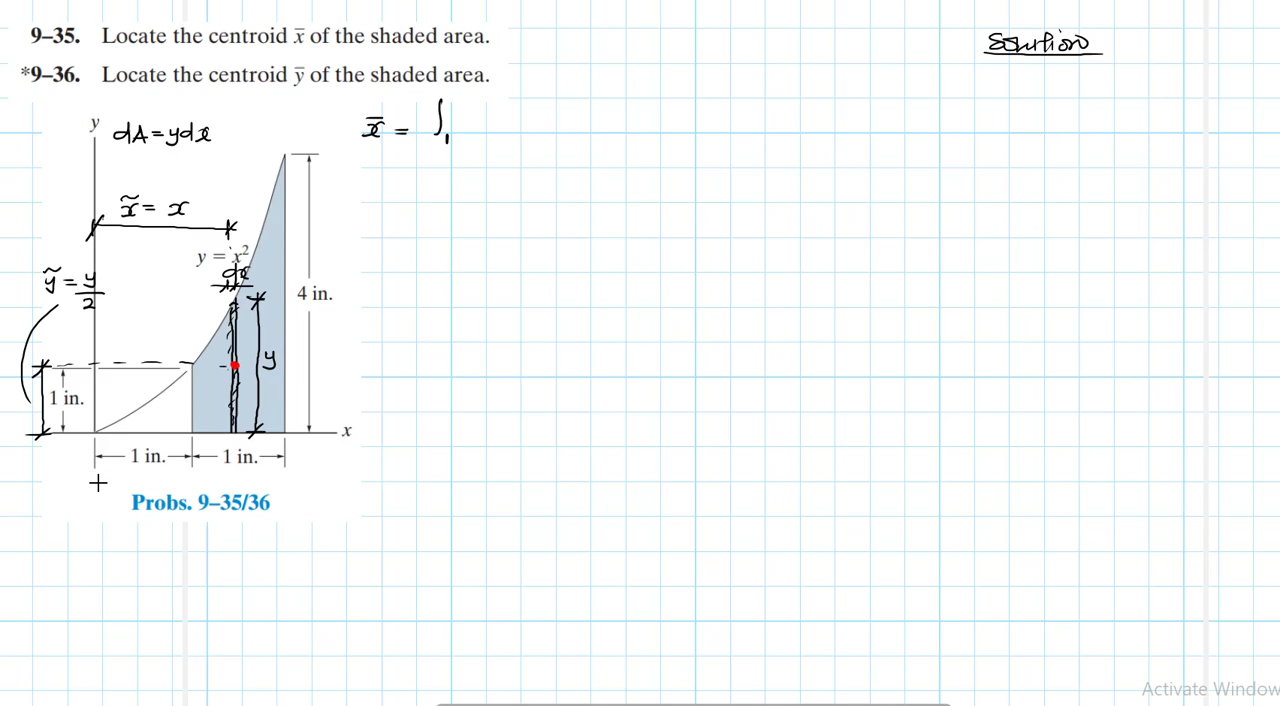 9–35. Locate the centroid x̄ of the shaded area.
*9–36. Locate the centroid ȳ of the shaded area.
Solution
y
dA = ydx
x̄ = ∫₁
x̃ = x
y = x²
dx
ỹ = y/2
4 in.
y
1 in.
x
1 in.
1 in.
Probs. 9–35/36
Activate Window